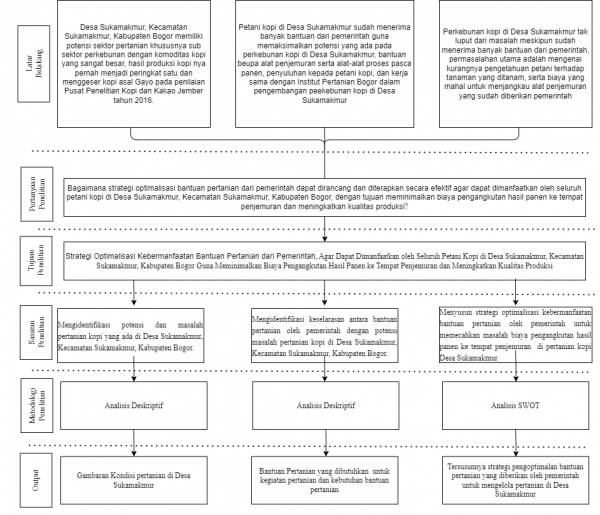 Latar
Belakang
Desa Sukamakmur, Kecamatan
Sukamakmur, Kabupaten Bogor memiliki
potensi sektor pertanian khususnya sub
sektor perkebunan dengan komoditas kopi
yang sangat besar, hasil produksi kopi nya
pernah menjadi peringkat satu dan
menggeser kopi asal Gayo pada penilaian
Pusat Penelitian Kopi dan Kakao Jember
tahun 2016.
Petani kopi di Desa Sukamakmur sudah menerima
banyak bantuan dari pemerintah guna
memaksimalkan potensi yang ada pada
perkebunan kopi di Desa Sukamakmur, bantuan
beupa alat penjemuran serta alat-alat proses pasca
panen, penyuluhan kepada petani kopi, dan kerja
sama dengan Institut Pertanian Bogor dalam
pengembangan peekebunan kopi di Desa
Sukamakmur
Perkebunan kopi di Desa Sukamakmur tak
luput dari masalah meskipun sudah
menerima banyak bantuan dari pemerintah,
permasalahan utama adalah mengenai
kurangnya pengetahuan petani terhadap
tanaman yang ditanam, serta biaya yang
mahal untuk menjangkau alat penjemuran
yang sudah diberikan pemerintah
Pertanyaan
Penelitian
Bagaimana strategi optimalisasi bantuan pertanian dari pemerintah dapat dirancang dan diterapkan secara efektif agar dapat dimanfaatkan oleh seluruh
petani kopi di Desa Sukamakmur, Kecamatan Sukamakmur, Kabupaten Bogor, dengan tujuan meminimalkan biaya pengangkutan hasil panen ke tempat
penjemuran dan meningkatkan kualitas produksi?
Tujuan
Penelitian
Strategi Optimalisasi Kebermanfaatan Bantuan Pertanian dari Pemerintah, Agar Dapat Dimanfaatkan oleh Seluruh Petani Kopi di Desa Sukamakmur, Kecamatan
Sukamakmur, Kabupaten Bogor Guna Meminimalkan Biaya Pengangkutan Hasil Panen ke Tempat Penjemuran dan Meningkatkan Kualitas Produksi
Sasaran
Penelitian
Mengidentifikasi potensi dan masalah
pertanian kopi yang ada di Desa Sukamakmur,
Kecamatan Sukamakmur, Kabupaten Bogor.
Mengidentifikasi keselarasan antara bantuan
pertanian oleh pemerintah dengan potensi
masalah pertanian kopi di Desa Sukamakmur,
Kecamatan Sukamakmur, Kabupaten Bogor.
Menyusun strategi optimalisasi kebermanfaatan
bantuan pertanian oleh pemerintah untuk
memecahkan masalah biaya pengangkutan hasil
panen ke tempat penjemuran di pertanian kopi
Desa Sukamakmur
Metodologi
Penelitian
Analisis Deskriptif
Analisis Deskriptif
Analisis SWOT
Output
Gambaran Kondisi pertanian di Desa
Sukamakmur
Bantuan Pertanian yang dibutuhkan untuk
kegiatan pertanian dan kebutuhan bantuan
pertanian
Tersusunnya strategi pengoptimalan bantuan
pertanian yang diberikan oleh pemerintah
untuk mengelola pertanian di Desa
Sukamakmur